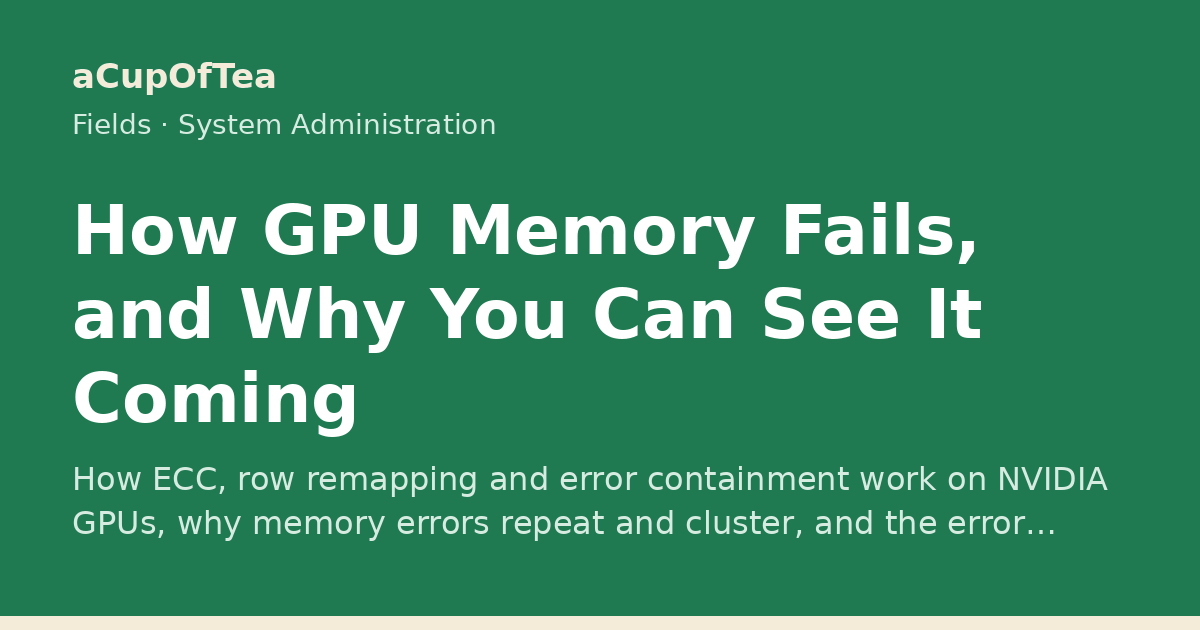 aCupOfTea
Fields · System Administration
How GPU Memory Fails,
and Why You Can See It
Coming
How ECC, row remapping and error containment work on NVIDIA
GPUs, why memory errors repeat and cluster, and the error…